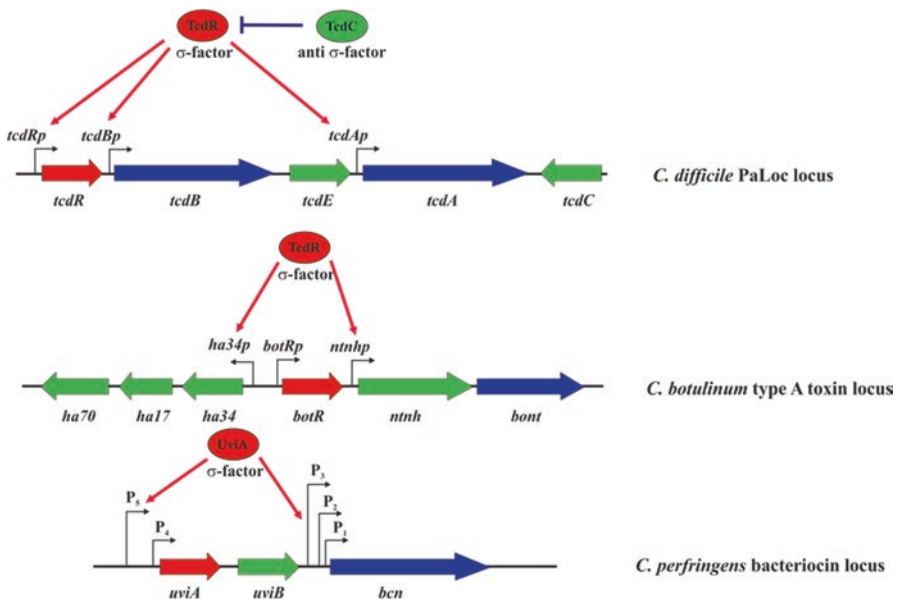 TcdR
TcdC
σ-factor
anti σ-factor
tcdRp
tcdBp
tcdAp
tcdR
tcdB
tcdE
tcdA
tcdC
C. difficile PaLoc locus
TcdR
σ-factor
ha34p
botRp
ntnhp
ha70
ha17
ha34
botR
ntnh
bont
C. botulinum type A toxin locus
UviA
σ-factor
P5
P4
P3
P2
P1
uviA
uviB
bcn
C. perfringens bacteriocin locus